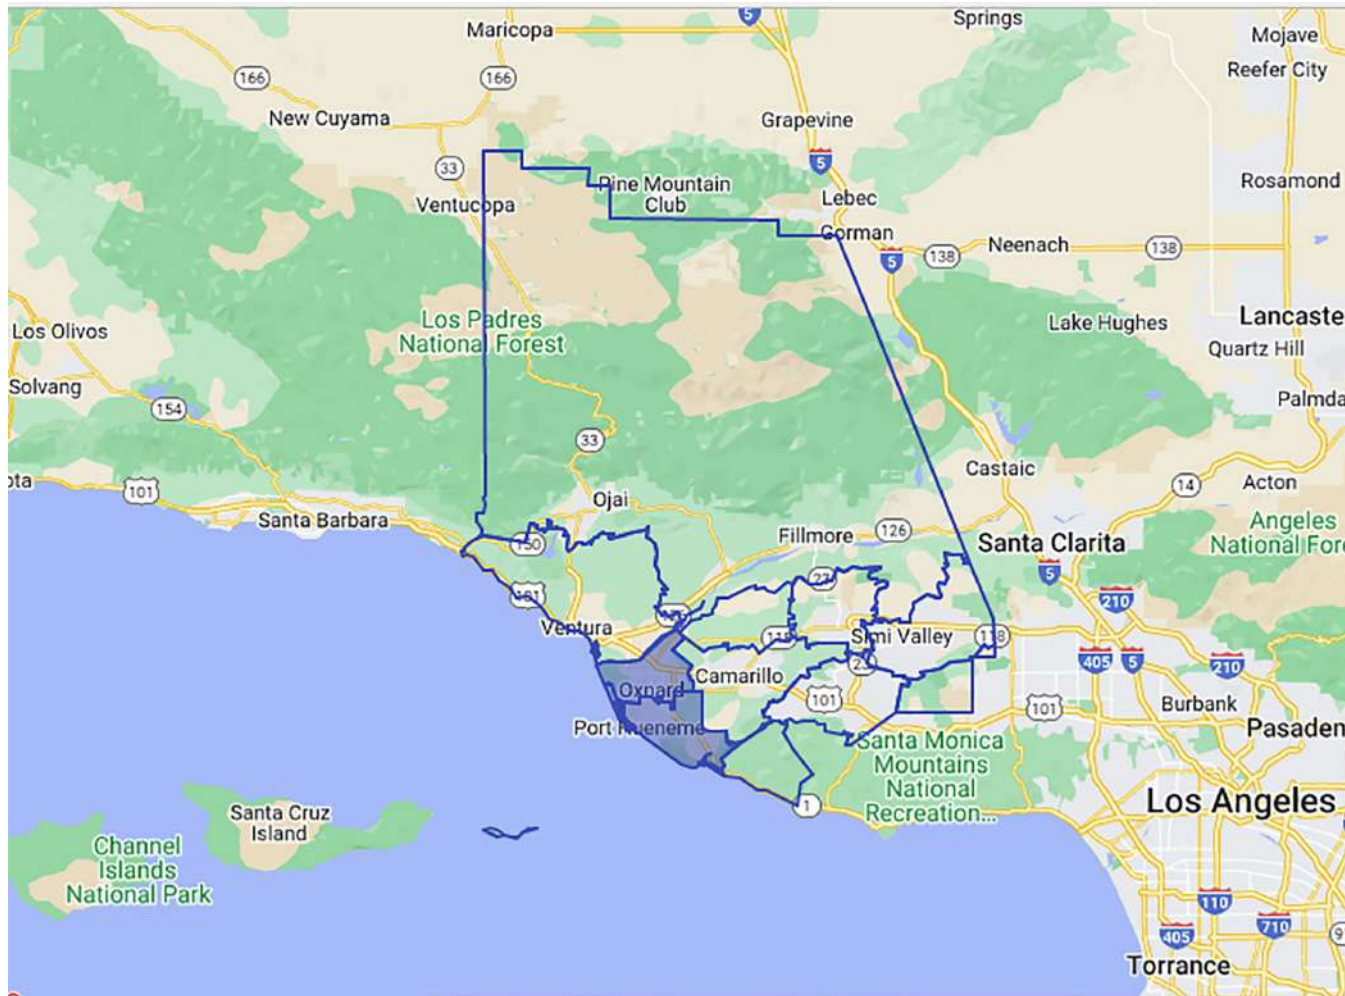 5
Springs
Maricopa
Mojave
Reefer City
166
166
New Cuyama
Grapevine
5
33
Pine Mountain
Club
Rosamond
Ventucopa
Lebec
Gorman
Neenach
138
138
5
Los Padres
National Forest
Los Olivos
Lake Hughes
Lancaste
Quartz Hill
Solvang
154
Palmda
33
Castaic
ota
101
14
Acton
Ojai
Santa Barbara
Fillmore
126
Santa Clarita
Angeles
National Fore
150
5
210
101
Ventura
118
Simi Valley
118
405
5
210
Camarillo
23
Oxnard
101
101
Burbank
Port Hueneme
Pasaden
Santa Monica
Mountains
National
Recreation...
1
Los Angeles
Santa Cruz
Island
Channel
Islands
National Park
110
405
710
Torrance